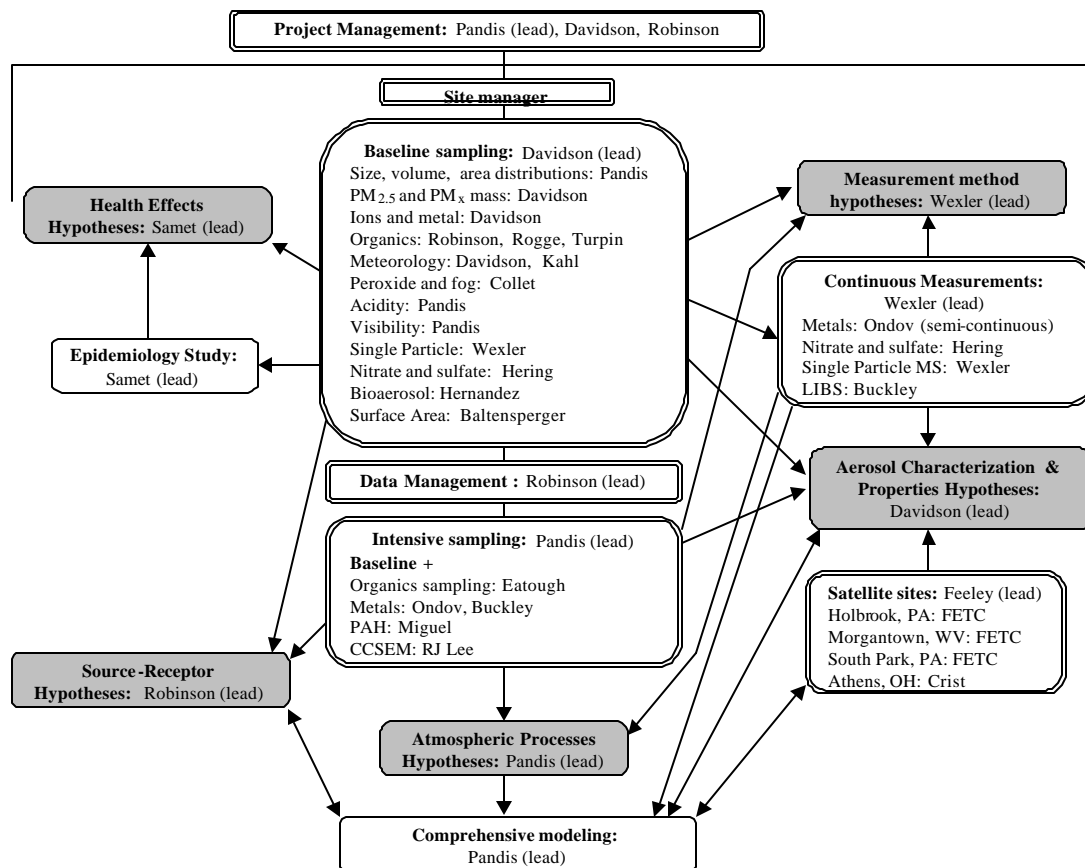 Project Management: Pandis (lead), Davidson, Robinson
Site manager
Baseline sampling: Davidson (lead)
Size, volume, area distributions: Pandis
PM2.5 and PMx mass: Davidson
Ions and metal: Davidson
Organics: Robinson, Rogge, Turpin
Meteorology: Davidson, Kahl
Peroxide and fog: Collet
Acidity: Pandis
Visibility: Pandis
Single Particle: Wexler
Nitrate and sulfate: Hering
Bioaerosol: Hernandez
Surface Area: Baltensperger
Health Effects
Hypotheses: Samet (lead)
Epidemiology Study:
Samet (lead)
Measurement method
hypotheses: Wexler (lead)
Continuous Measurements:
Wexler (lead)
Metals: Ondov (semi-continuous)
Nitrate and sulfate: Hering
Single Particle MS: Wexler
LIBS: Buckley
Data Management : Robinson (lead)
Aerosol Characterization &
Properties Hypotheses:
Davidson (lead)
Intensive sampling: Pandis (lead)
Baseline +
Organics sampling: Eatough
Metals: Ondov, Buckley
PAH: Miguel
CCSEM: RJ Lee
Satellite sites: Feeley (lead)
Holbrook, PA: FETC
Morgantown, WV: FETC
South Park, PA: FETC
Athens, OH: Crist
Source-Receptor
Hypotheses: Robinson (lead)
Atmospheric Processes
Hypotheses: Pandis (lead)
Comprehensive modeling:
Pandis (lead)